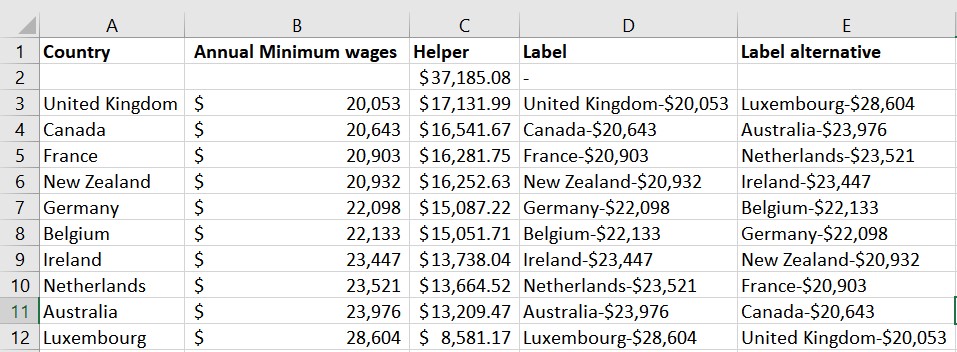 A B C D E
1 Country Annual Minimum wages Helper Label Label alternative
2 $37,185.08 -
3 United Kingdom $ 20,053 $17,131.99 United Kingdom-$20,053 Luxembourg-$28,604
4 Canada $ 20,643 $16,541.67 Canada-$20,643 Australia-$23,976
5 France $ 20,903 $16,281.75 France-$20,903 Netherlands-$23,521
6 New Zealand $ 20,932 $16,252.63 New Zealand-$20,932 Ireland-$23,447
7 Germany $ 22,098 $15,087.22 Germany-$22,098 Belgium-$22,133
8 Belgium $ 22,133 $15,051.71 Belgium-$22,133 Germany-$22,098
9 Ireland $ 23,447 $13,738.04 Ireland-$23,447 New Zealand-$20,932
10 Netherlands $ 23,521 $13,664.52 Netherlands-$23,521 France-$20,903
11 Australia $ 23,976 $13,209.47 Australia-$23,976 Canada-$20,643
12 Luxembourg $ 28,604 $ 8,581.17 Luxembourg-$28,604 United Kingdom-$20,053